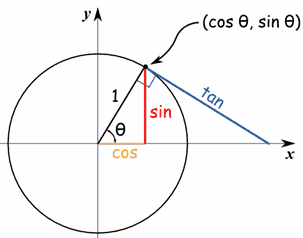 y
(cos θ, sin θ)
1
tan
sin
θ
cos
x